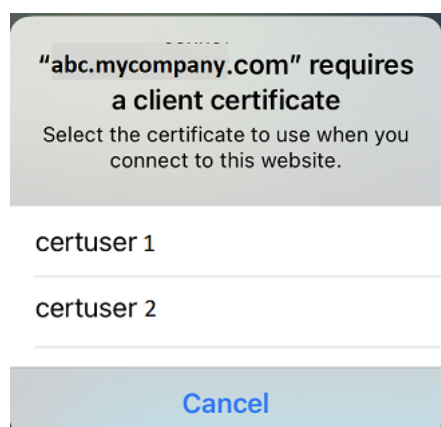 “abc.mycompany.com” requires
a client certificate
Select the certificate to use when you
connect to this website.
certuser 1
certuser 2
Cancel